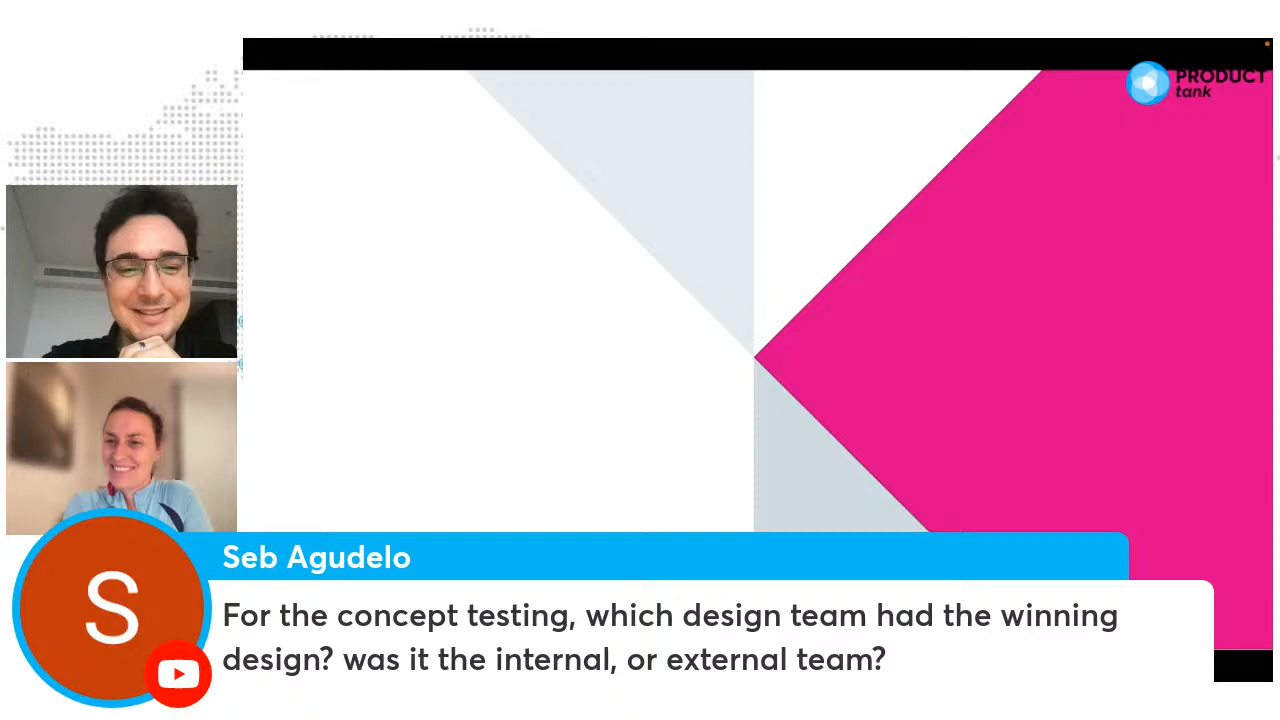 PRODUCT
tank
Seb Agudelo
S
For the concept testing, which design team had the winning
design? was it the internal, or external team?